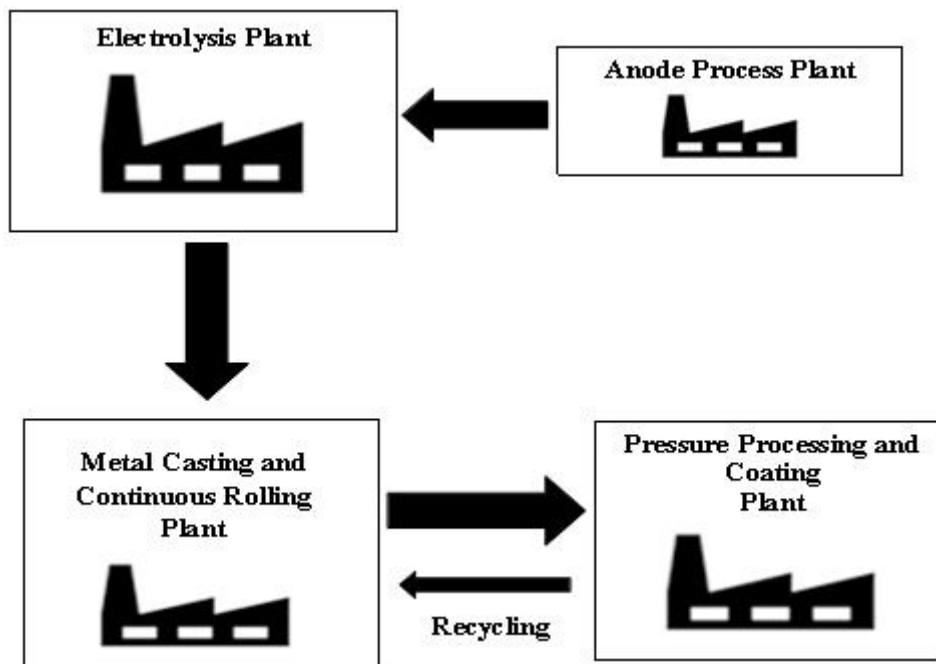 Electrolysis Plant
Anode Process Plant
Metal Casting and
Continuous Rolling
Plant
Pressure Processing and
Coating
Plant
Recycling